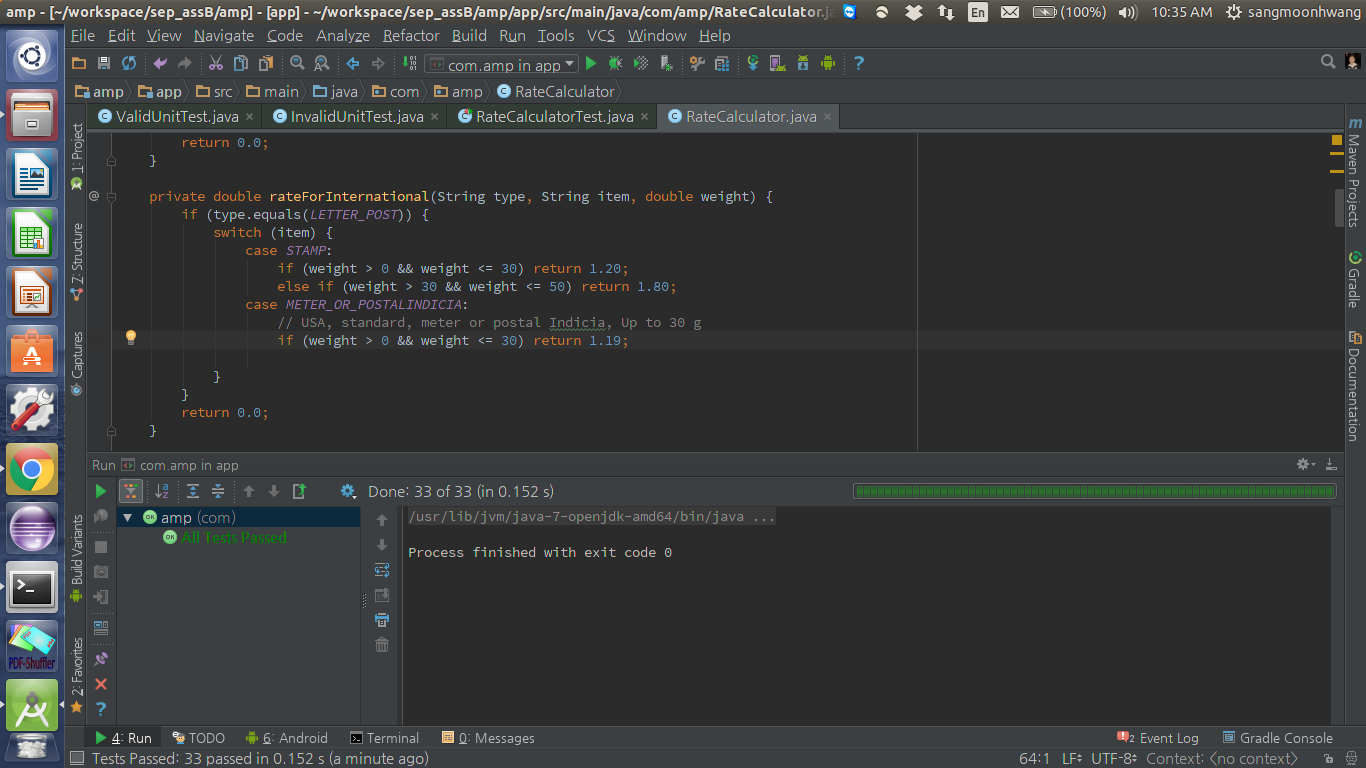 amp - [~/workspace/sep_assB/amp] - [app] - ~/workspace/sep_assB/amp/app/src/main/java/com/amp/RateCalculator.j
En (100%) 10:35 AM sangmoonhwang
File Edit View Navigate Code Analyze Refactor Build Run Tools VCS Window Help
com.amp in app
amp app src main java com amp RateCalculator
ValidUnitTest.java × InvalidUnitTest.java × RateCalculatorTest.java × RateCalculator.java ×
return 0.0;
}
private double rateForInternational(String type, String item, double weight) {
if (type.equals(LETTER_POST)) {
switch (item) {
case STAMP:
if (weight > 0 && weight <= 30) return 1.20;
else if (weight > 30 && weight <= 50) return 1.80;
case METER_OR_POSTALINDICIA:
// USA, standard, meter or postal Indicia, Up to 30 g
if (weight > 0 && weight <= 30) return 1.19;
}
}
return 0.0;
}
1: Project
Z: Structure
Captures
Build Variants
2: Favorites
Maven Projects
Gradle
Documentation
PDF-Shuffler
Run com.amp in app
Done: 33 of 33 (in 0.152 s)
OK amp (com)
OK All Tests Passed
/usr/lib/jvm/java-7-openjdk-amd64/bin/java ...
Process finished with exit code 0
4: Run TODO 6: Android Terminal 0: Messages 2 Event Log Gradle Console
Tests Passed: 33 passed in 0.152 s (a minute ago) 64:1 LF UTF-8 Context: <no context>